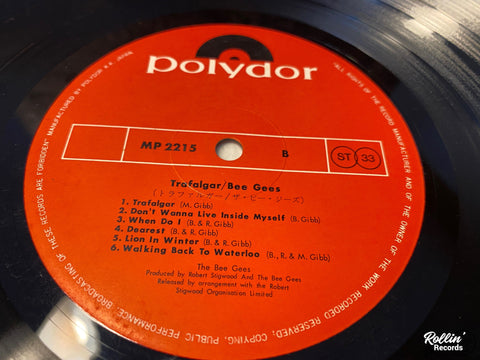 polydor
MP 2215 B ST 33
Trafalgar/Bee Gees
(トラファルガー/ザ・ビー・ジーズ)
1. Trafalgar (M. Gibb)
2. Don't Wanna Live Inside Myself (B. Gibb)
3. When Do I (B. & R. Gibb)
4. Dearest (B. & R. Gibb)
5. Lion In Winter (B. & R. Gibb)
6. Walking Back To Waterloo (B., R. & M. Gibb)
The Bee Gees
Produced by Robert Stigwood And The Bee Gees
Released by arrangement with the Robert
Stigwood Organisation Limited
"ALL RIGHTS OF THE RECORD MANUFACTURER AND OF THE OWNER OF THE WORK RECORDED RESERVED, COPYING, PUBLIC PERFORMANCE, BROADCASTING OF THESE RECORDS ARE FORBIDDEN" MANUFACTURED BY POLYDOR K.K. JAPAN
Rollin'
Records